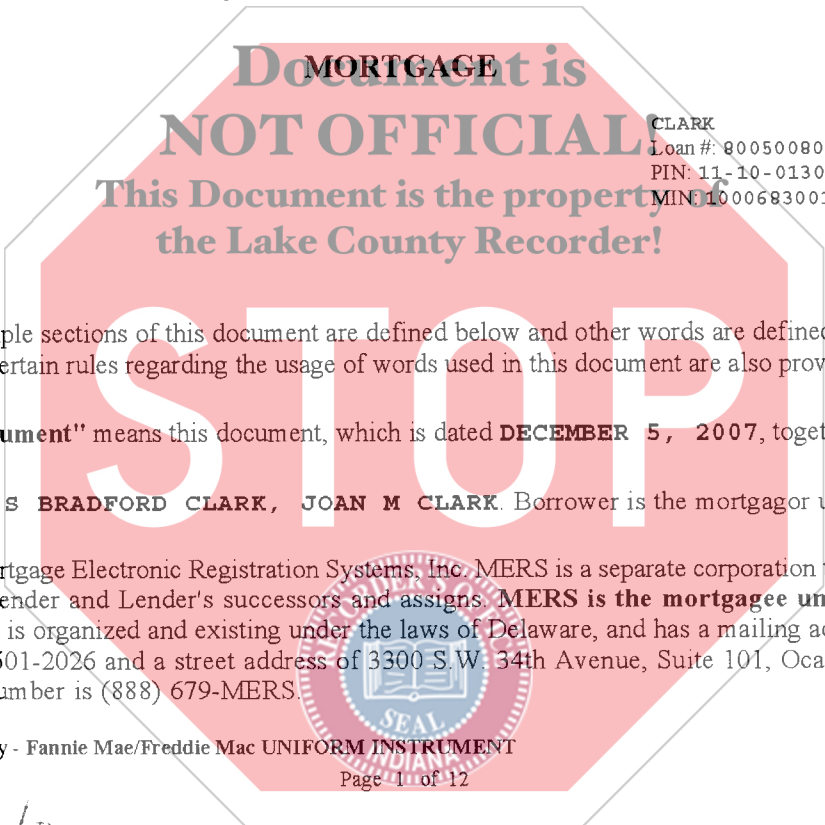 MORTGAGE
Document is
NOT OFFICIAL!
This Document is the property of
the Lake County Recorder!
CLARK
Loan #: 80050080
PIN: 11-10-0130
MIN: 1000683001
STOP
ple sections of this document are defined below and other words are defined
ertain rules regarding the usage of words used in this document are also prov
ument" means this document, which is dated DECEMBER 5, 2007, toget
S BRADFORD CLARK, JOAN M CLARK. Borrower is the mortgagor u
rtgage Electronic Registration Systems, Inc. MERS is a separate corporation
ender and Lender's successors and assigns. MERS is the mortgagee un
is organized and existing under the laws of Delaware, and has a mailing ad
501-2026 and a street address of 3300 S.W. 34th Avenue, Suite 101, Oca
umber is (888) 679-MERS.
RECORDER'S OF
SEAL
INDIANA
y - Fannie Mae/Freddie Mac UNIFORM INSTRUMENT
Page 1 of 12